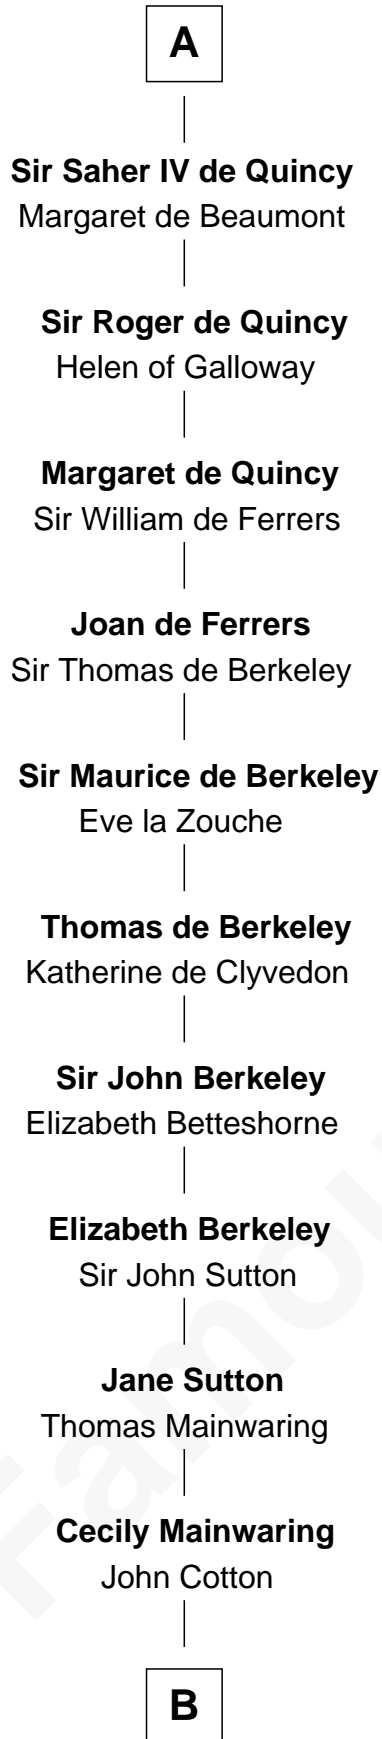 A
Sir Saher IV de Quincy
Margaret de Beaumont
Sir Roger de Quincy
Helen of Galloway
Margaret de Quincy
Sir William de Ferrers
Joan de Ferrers
Sir Thomas de Berkeley
Sir Maurice de Berkeley
Eve la Zouche
Thomas de Berkeley
Katherine de Clyvedon
Sir John Berkeley
Elizabeth Betteshorne
Elizabeth Berkeley
Sir John Sutton
Jane Sutton
Thomas Mainwaring
Cecily Mainwaring
John Cotton
B